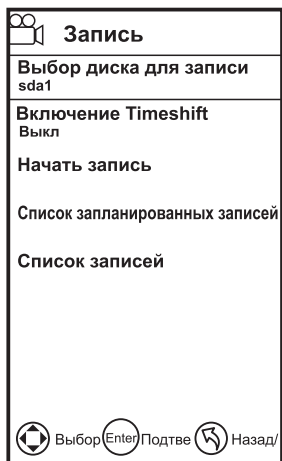 Запись
Выбор диска для записи
sda1
Включение Timeshift
Выкл
Начать запись
Список запланированных записей
Список записей
Выбор Enter Подтве Назад/